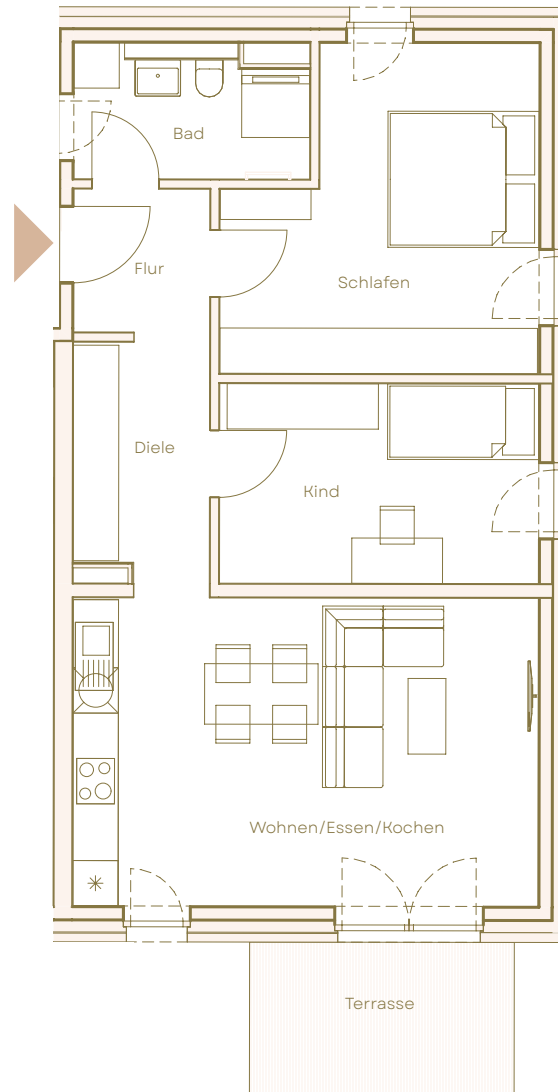 Bad
Flur
Schlafen
Diele
Kind
Wohnen/Essen/Kochen
Terrasse